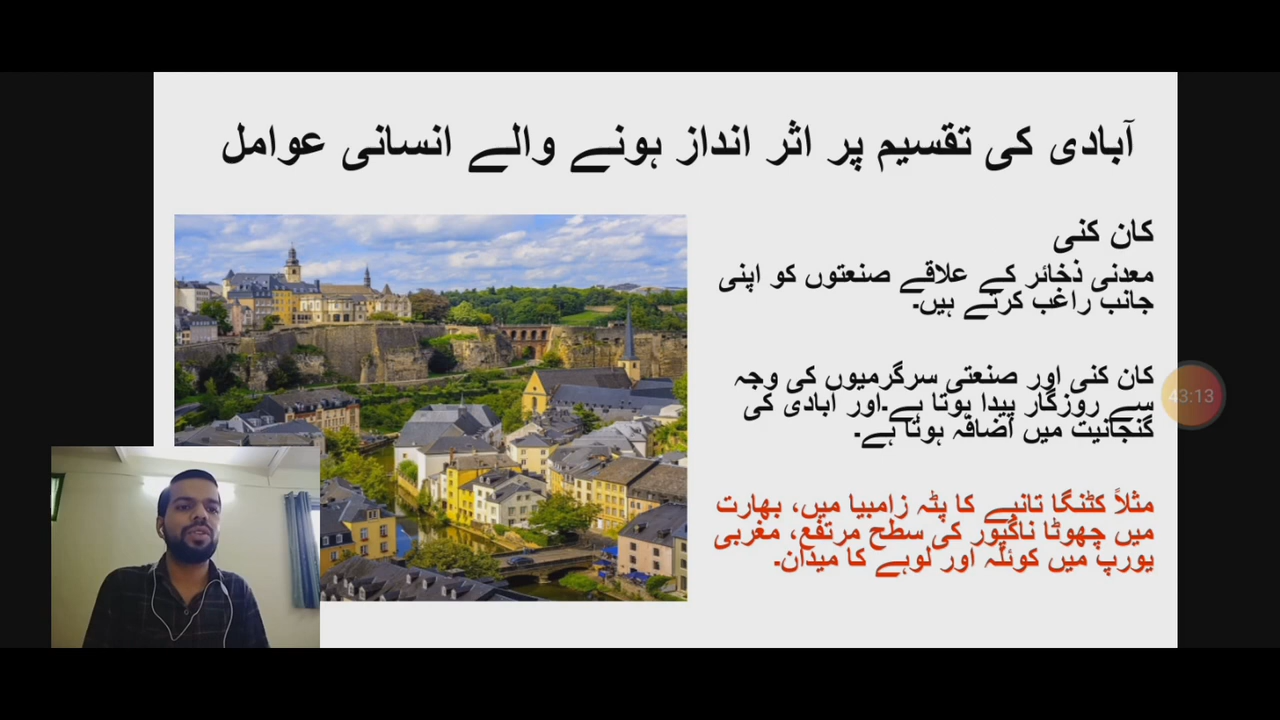 آبادی کی تقسیم پر اثر انداز ہونے والے انسانی عوامل
کان کنی
معدنی ذخائر کے علاقے صنعتوں کو اپنی
جانب راغب کرتے ہیں۔
کان کنی اور صنعتی سرگرمیوں کی وجہ
سے روزگار پیدا ہوتا ہے۔اور آبادی کی
گنجانیت میں اضافہ ہوتا ہے۔
مثلاً کٹنگا تانبے کا پٹہ زامبیا میں، بھارت
میں چھوٹا ناگپور کی سطح مرتفع، مغربی
یورپ میں کوئلہ اور لوہے کا میدان۔
43:13